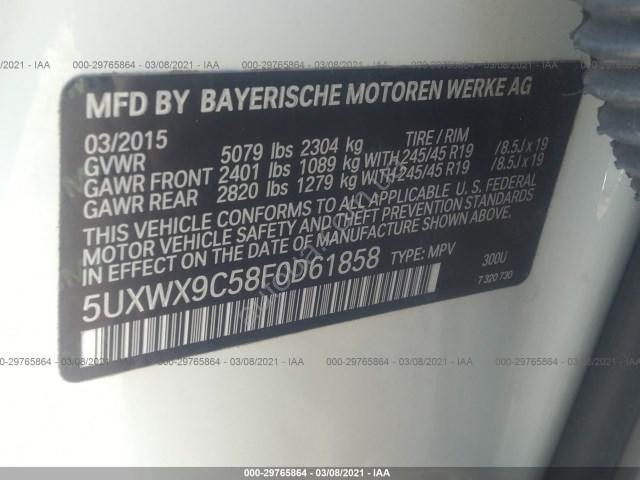 000-29765864 - 03/08/2021 - IAA
MFD BY BAYERISCHE MOTOREN WERKE AG
03/2015 TIRE / RIM
GVWR 5079 lbs 2304 kg
GAWR FRONT 2401 lbs 1089 kg WITH 245/45 R19 /8.5J x 19
GAWR REAR 2820 lbs 1279 kg WITH 245/45 R19 /8.5J x 19
THIS VEHICLE CONFORMS TO ALL APPLICABLE U.S. FEDERAL
MOTOR VEHICLE SAFETY AND THEFT PREVENTION STANDARDS
IN EFFECT ON THE DATE OF MANUFACTURE SHOWN ABOVE.
5UXWX9C58F0D61858 TYPE: MPV 300U
7 320 730
000-29765864 - 03/08/2021 - IAA
000-29765864 - 03/08/2021 - IAA